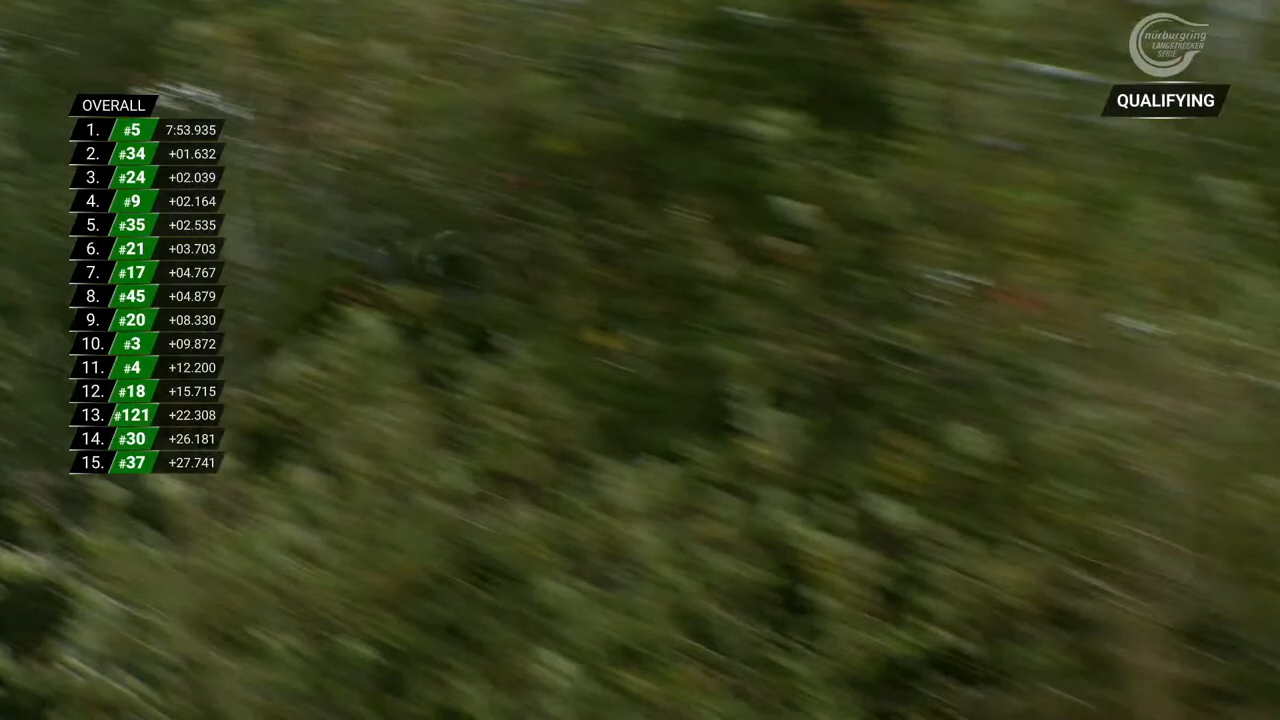 nürburgring
LANGSTRECKEN
SERIE
QUALIFYING
OVERALL
1. #5 7:53.935
2. #34 +01.632
3. #24 +02.039
4. #9 +02.164
5. #35 +02.535
6. #21 +03.703
7. #17 +04.767
8. #45 +04.879
9. #20 +08.330
10. #3 +09.872
11. #4 +12.200
12. #18 +15.715
13. #121 +22.308
14. #30 +26.181
15. #37 +27.741